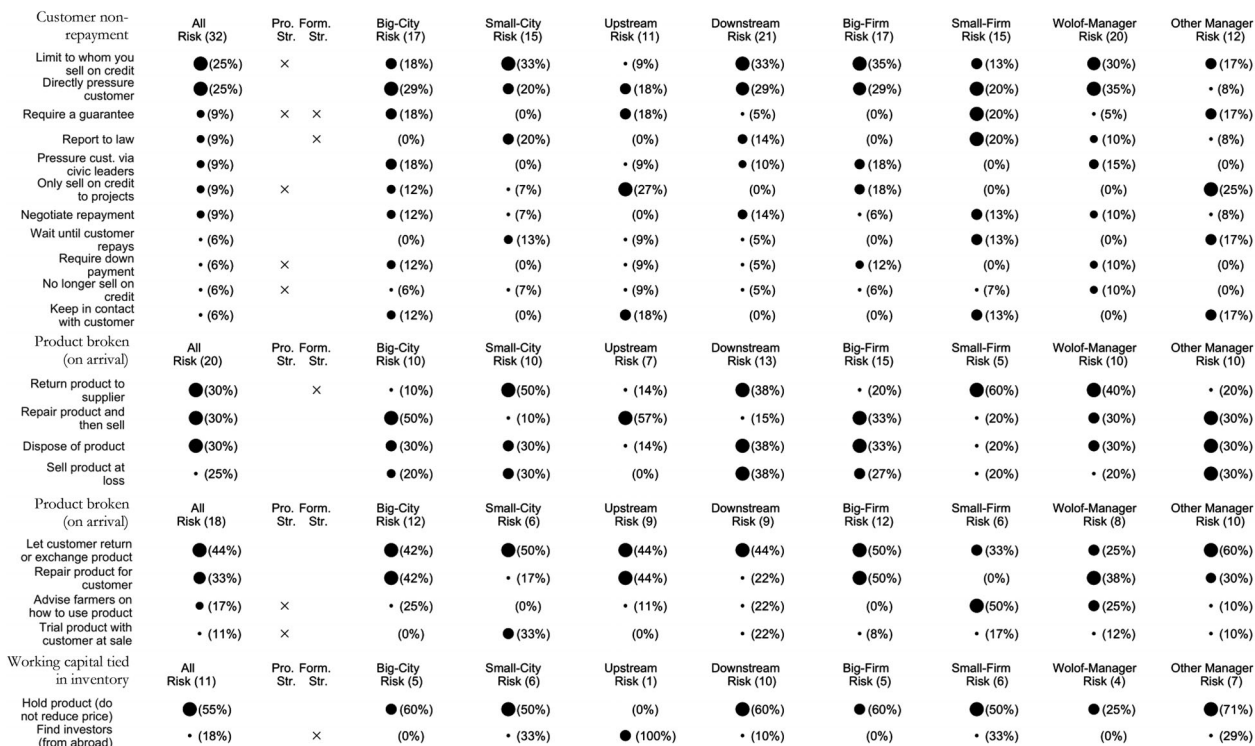 Customer non-repayment All Risk (32) Pro. Str. Form. Str. Big-City Risk (17) Small-City Risk (15) Upstream Risk (11) Downstream Risk (21) Big-Firm Risk (17) Small-Firm Risk (15) Wolof-Manager Risk (20) Other Manager Risk (12)
Limit to whom you sell on credit (25%) × (18%) (33%) (9%) (33%) (35%) (13%) (30%) (17%)
Directly pressure customer (25%) (29%) (20%) (18%) (29%) (29%) (20%) (35%) (8%)
Require a guarantee (9%) × × (18%) (0%) (18%) (5%) (0%) (20%) (5%) (17%)
Report to law (9%) × (0%) (20%) (0%) (14%) (0%) (20%) (10%) (8%)
Pressure cust. via civic leaders (9%) (18%) (0%) (9%) (10%) (18%) (0%) (15%) (0%)
Only sell on credit to projects (9%) × (12%) (7%) (27%) (0%) (18%) (0%) (0%) (25%)
Negotiate repayment (9%) (12%) (7%) (0%) (14%) (6%) (13%) (10%) (8%)
Wait until customer repays (6%) (0%) (13%) (9%) (5%) (0%) (13%) (0%) (17%)
Require down payment (6%) × (12%) (0%) (9%) (5%) (12%) (0%) (10%) (0%)
No longer sell on credit (6%) × (6%) (7%) (9%) (5%) (6%) (7%) (10%) (0%)
Keep in contact with customer (6%) (12%) (0%) (18%) (0%) (0%) (13%) (0%) (17%)
Product broken (on arrival) All Risk (20) Pro. Str. Form. Str. Big-City Risk (10) Small-City Risk (10) Upstream Risk (7) Downstream Risk (13) Big-Firm Risk (15) Small-Firm Risk (5) Wolof-Manager Risk (10) Other Manager Risk (10)
Return product to supplier (30%) × (10%) (50%) (14%) (38%) (20%) (60%) (40%) (20%)
Repair product and then sell (30%) (50%) (10%) (57%) (15%) (33%) (20%) (30%) (30%)
Dispose of product (30%) (30%) (30%) (14%) (38%) (33%) (20%) (30%) (30%)
Sell product at loss (25%) (20%) (30%) (0%) (38%) (27%) (20%) (20%) (30%)
Product broken (on arrival) All Risk (18) Pro. Str. Form. Str. Big-City Risk (12) Small-City Risk (6) Upstream Risk (9) Downstream Risk (9) Big-Firm Risk (12) Small-Firm Risk (6) Wolof-Manager Risk (8) Other Manager Risk (10)
Let customer return or exchange product (44%) (42%) (50%) (44%) (44%) (50%) (33%) (25%) (60%)
Repair product for customer (33%) (42%) (17%) (44%) (22%) (50%) (0%) (38%) (30%)
Advise farmers on how to use product (17%) × (25%) (0%) (11%) (22%) (0%) (50%) (25%) (10%)
Trial product with customer at sale (11%) × (0%) (33%) (0%) (22%) (8%) (17%) (12%) (10%)
Working capital tied in inventory All Risk (11) Pro. Str. Form. Str. Big-City Risk (5) Small-City Risk (6) Upstream Risk (1) Downstream Risk (10) Big-Firm Risk (5) Small-Firm Risk (6) Wolof-Manager Risk (4) Other Manager Risk (7)
Hold product (do not reduce price) (55%) (60%) (50%) (0%) (60%) (60%) (50%) (25%) (71%)
Find investors (from abroad) (18%) × (0%) (33%) (100%) (10%) (0%) (33%) (0%) (29%)